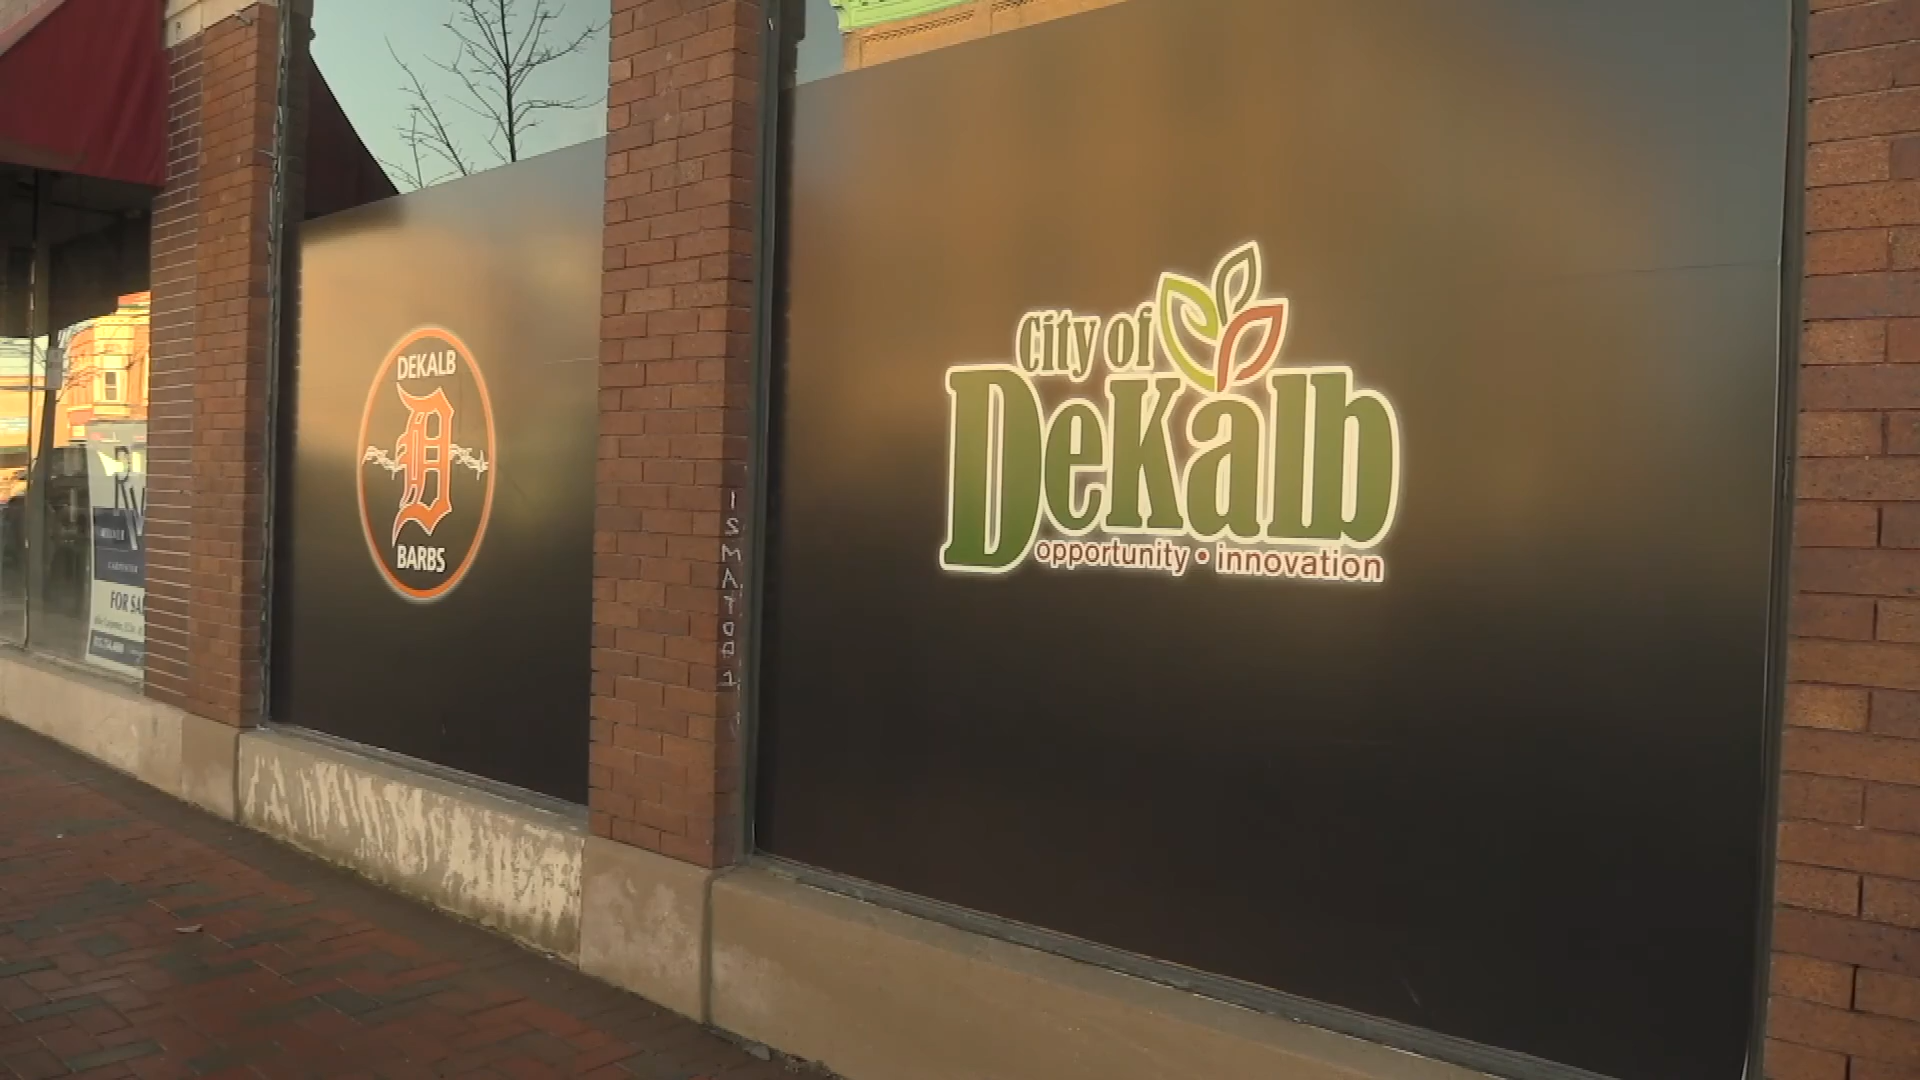 DEKALB
D
BARBS
City of
DeKalb
opportunity • innovation
FOR SA